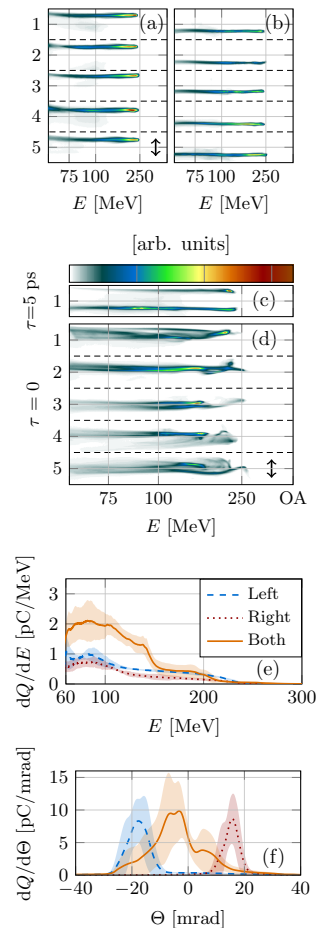 (a)
(b)
1
2
3
4
5
75 100 250
75 100 250
E [MeV]
E [MeV]
[arb. units]
τ=5 ps
1
(c)
τ = 0
1
2
3
4
5
(d)
75 100 250 OA
E [MeV]
dQ/dE [pC/MeV]
3
2
1
0
Left
Right
Both
(e)
60 100 200 300
E [MeV]
dQ/dΘ [pC/mrad]
15
10
5
0
(f)
−40 −20 0 20 40
Θ [mrad]